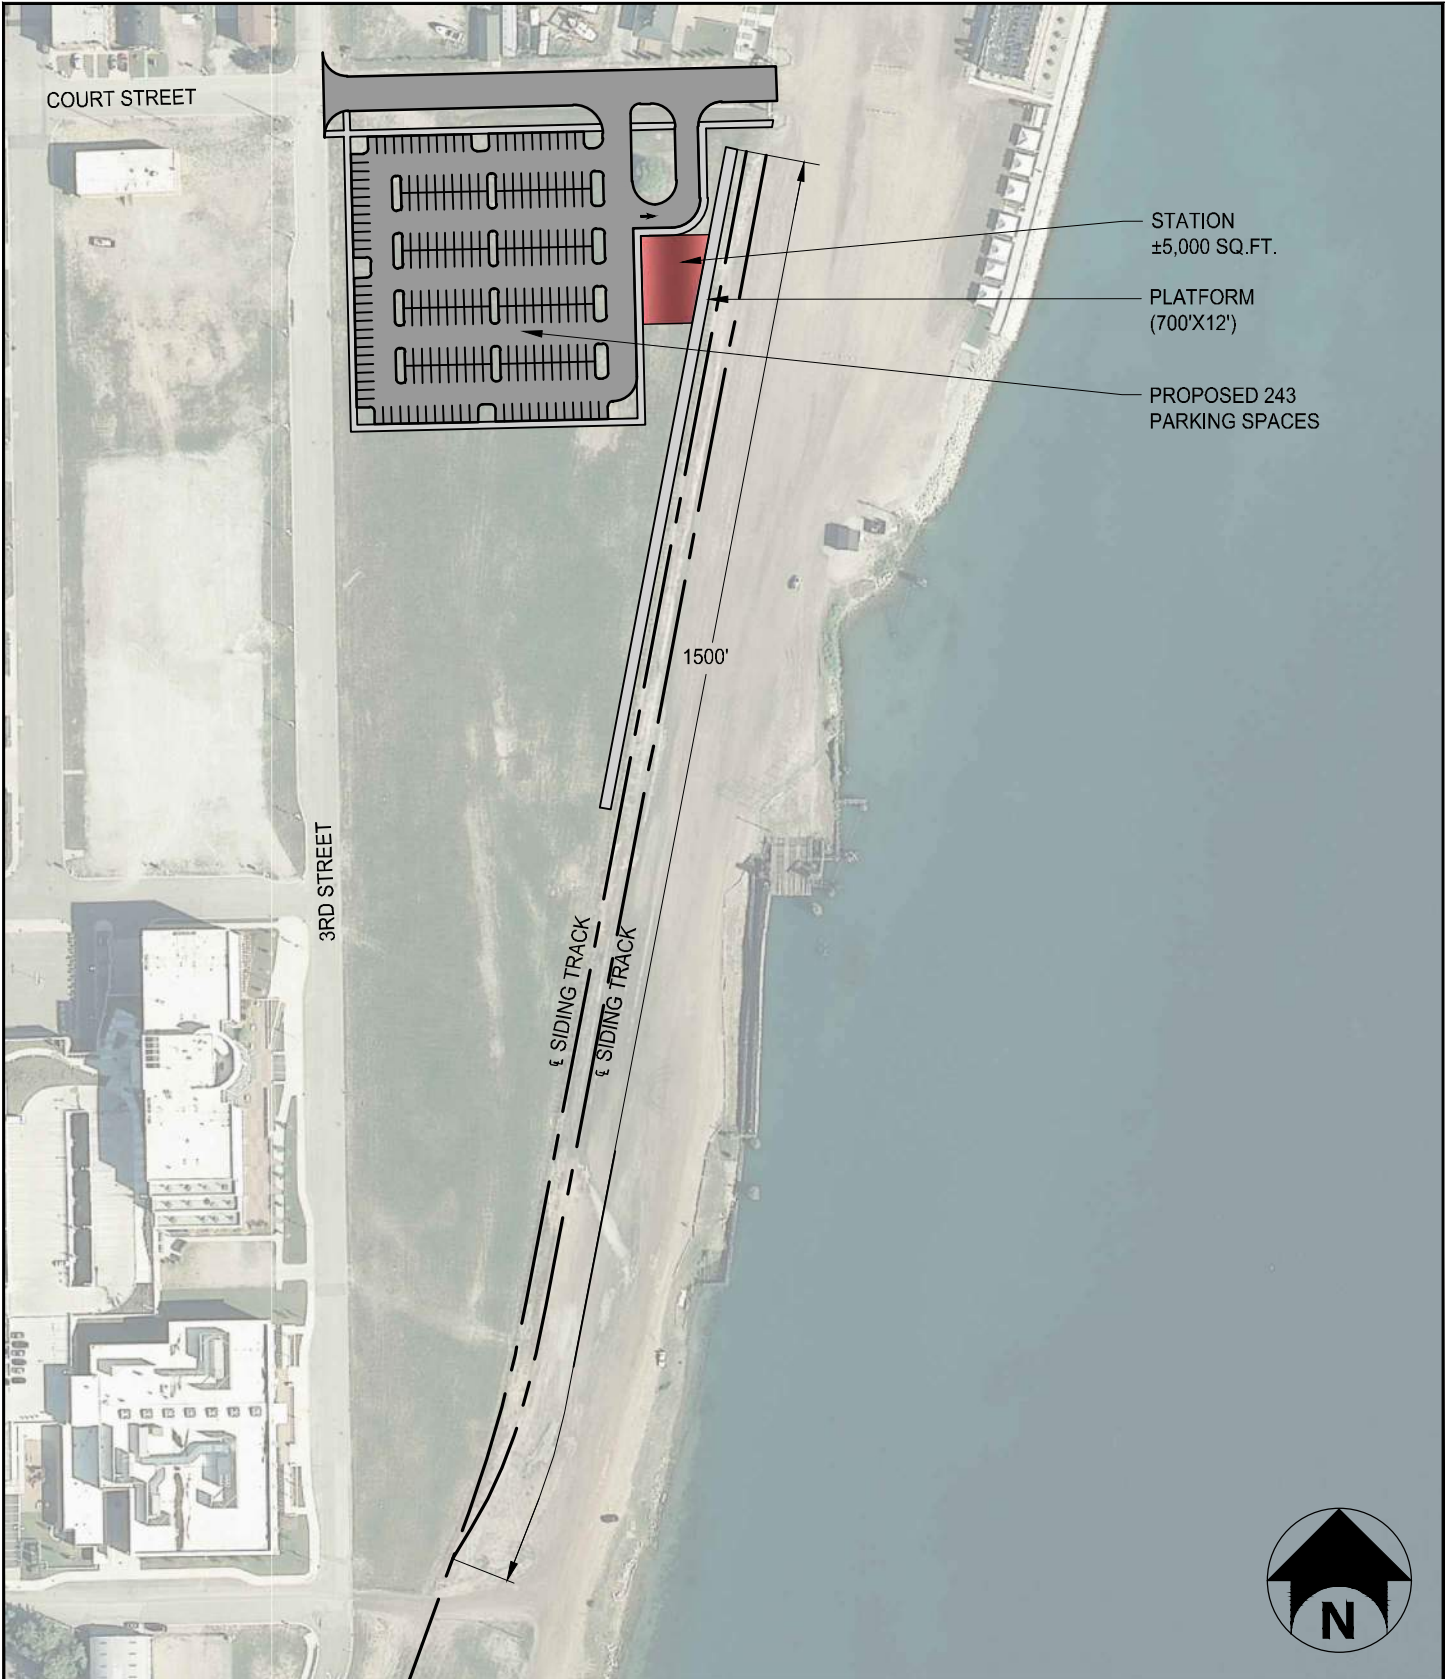 COURT STREET
STATION
±5,000 SQ.FT.
PLATFORM
(700'X12')
PROPOSED 243
PARKING SPACES
1500'
3RD STREET
℄ SIDING TRACK
℄ SIDING TRACK
N